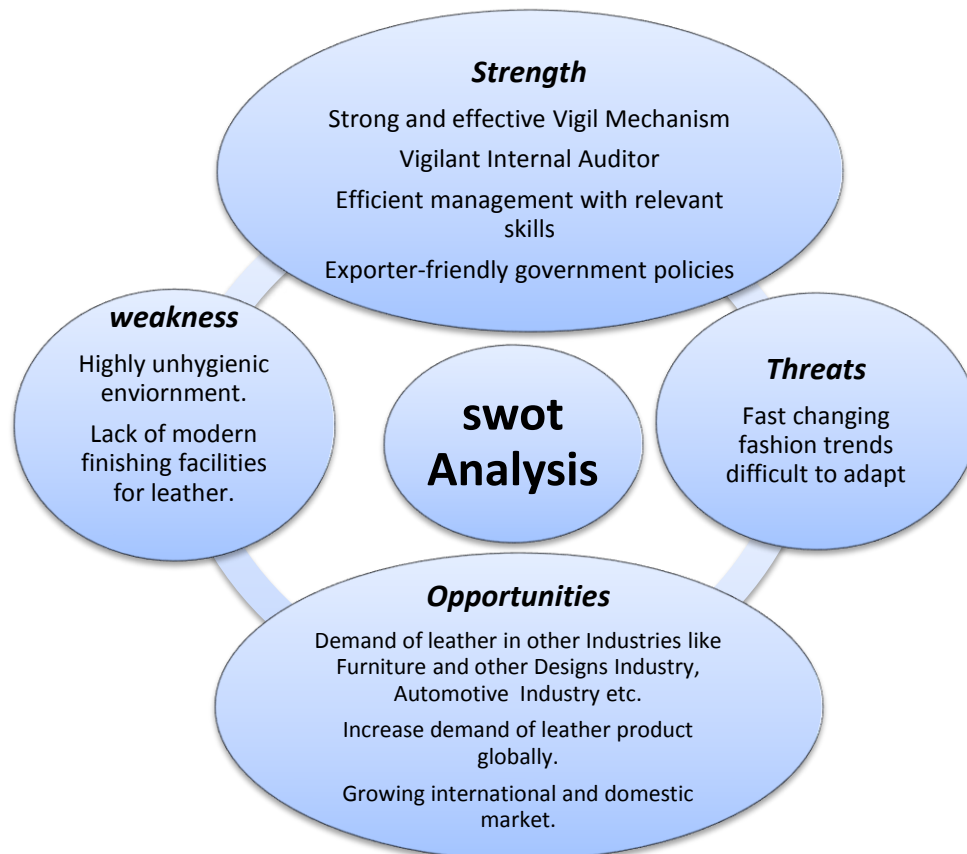 Strength
Strong and effective Vigil Mechanism
Vigilant Internal Auditor
Efficient management with relevant
skills
Exporter-friendly government policies
weakness
Highly unhygienic
enviornment.
Lack of modern
finishing facilities
for leather.
swot
Analysis
Threats
Fast changing
fashion trends
difficult to adapt
Opportunities
Demand of leather in other Industries like
Furniture and other Designs Industry,
Automotive  Industry etc.
Increase demand of leather product
globally.
Growing international and domestic
market.